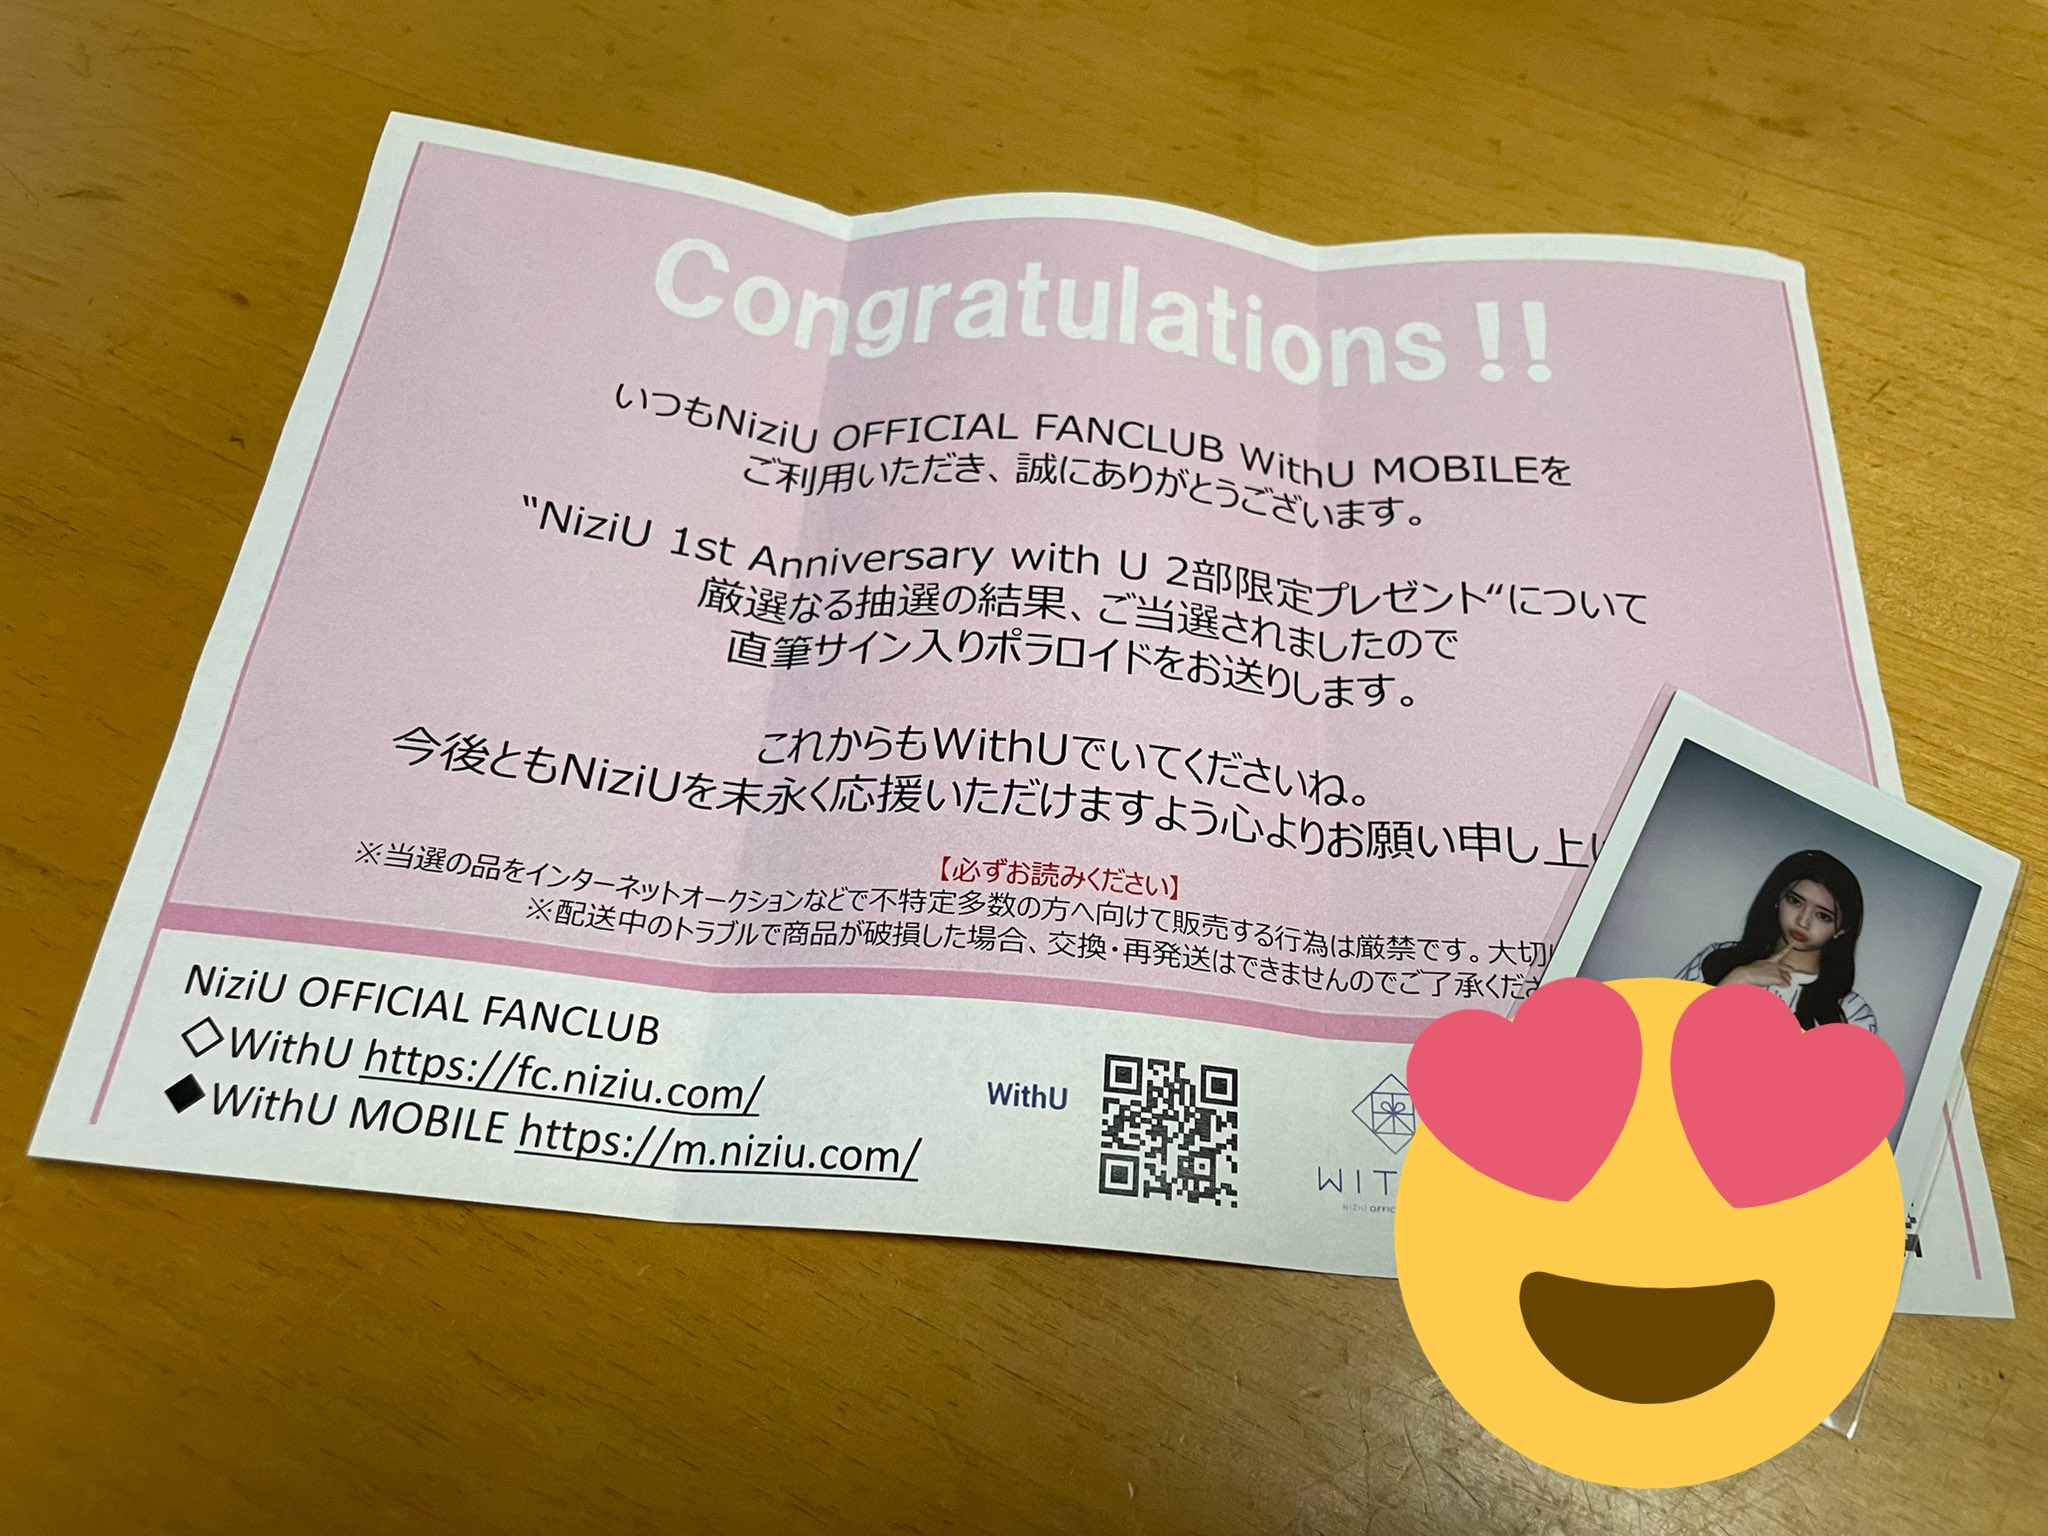 Congratulations!!
いつもNiziU OFFICIAL FANCLUB WithU MOBILEを
ご利用いただき、誠にありがとうございます。
“NiziU 1st Anniversary with U 2部限定プレゼント“について
厳選なる抽選の結果、ご当選されましたので
直筆サイン入りポラロイドをお送りします。
これからもWithUでいてくださいね。
今後ともNiziUを末永く応援いただけますよう心よりお願い申し上
【必ずお読みください】
※当選の品をインターネットオークションなどで不特定多数の方へ向けて販売する行為は厳禁です。大切
※配送中のトラブルで商品が破損した場合、交換・再発送はできませんのでご了承くださ
NiziU OFFICIAL FANCLUB
◇WithU https://fc.niziu.com/
◆WithU MOBILE https://m.niziu.com/
WithU
WIT
NIZIU OFFIC